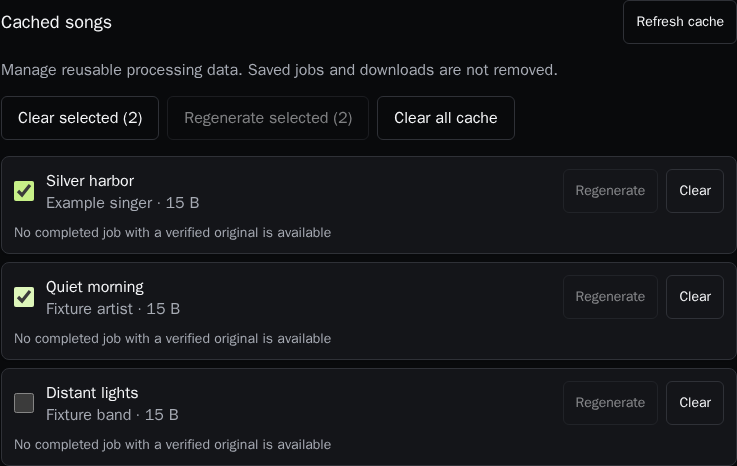 Cached songs
Refresh cache
Manage reusable processing data. Saved jobs and downloads are not removed.
Clear selected (2)
Regenerate selected (2)
Clear all cache
Silver harbor
Example singer · 15 B
Regenerate
Clear
No completed job with a verified original is available
Quiet morning
Fixture artist · 15 B
Regenerate
Clear
No completed job with a verified original is available
Distant lights
Fixture band · 15 B
Regenerate
Clear
No completed job with a verified original is available